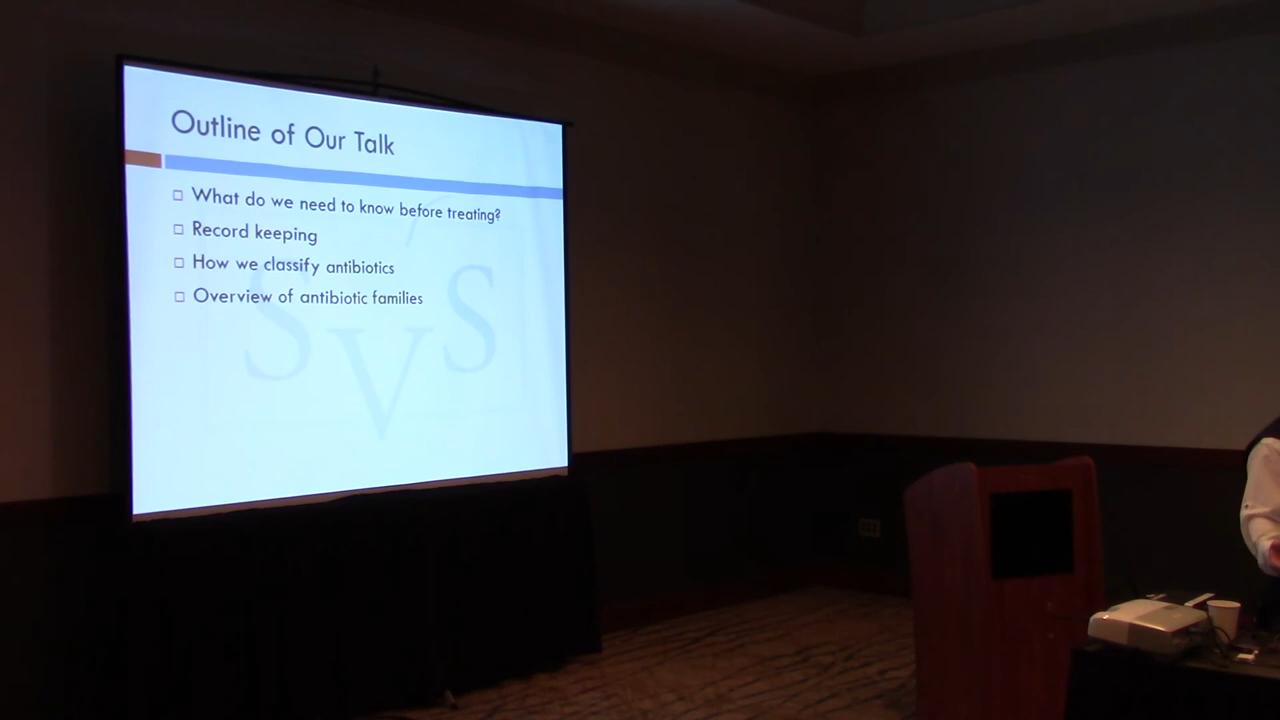 Outline of Our Talk
What do we need to know before treating?
Record keeping
How we classify antibiotics
Overview of antibiotic families
SVS